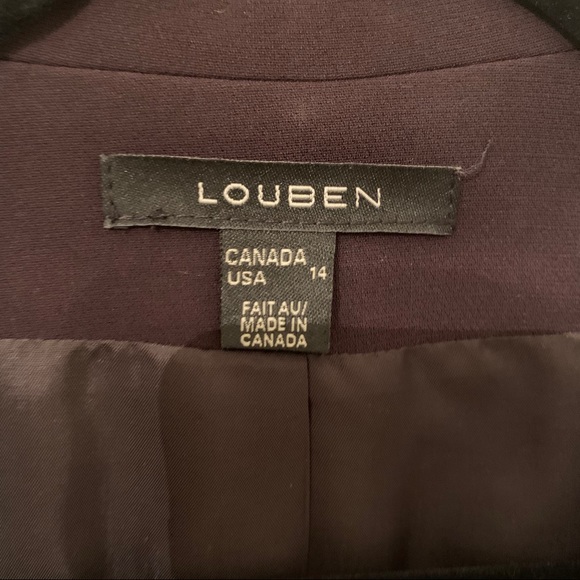 LOUBEN
CANADA
USA 14
FAIT AU/
MADE IN
CANADA